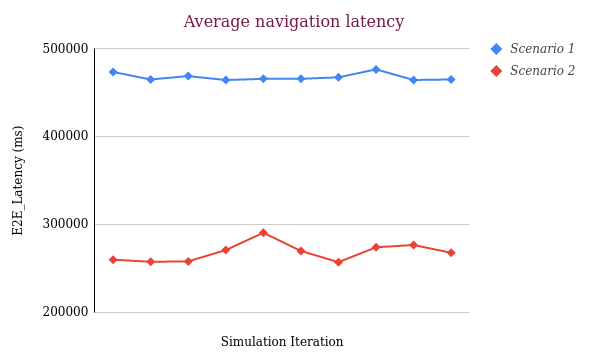 Average navigation latency
500000
400000
300000
200000
E2E_Latency (ms)
Simulation Iteration
Scenario 1
Scenario 2